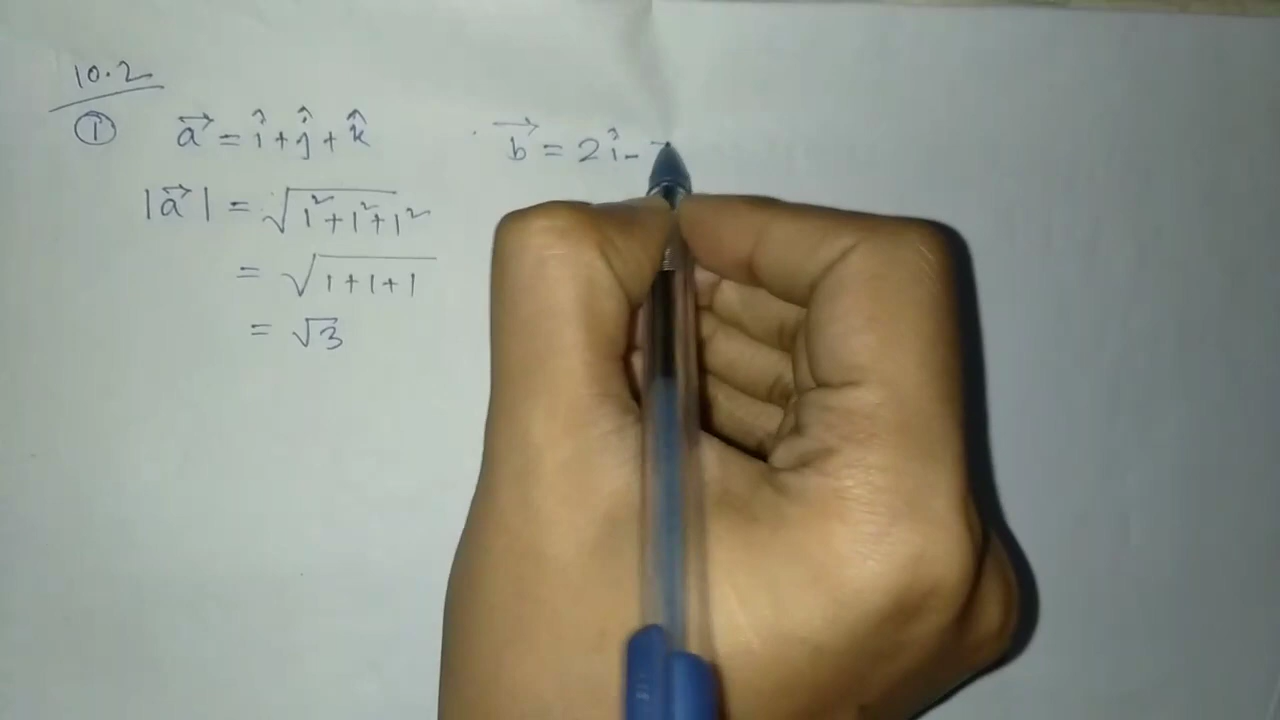 10.2
① a⃗ = î + ĵ + k̂
b⃗ = 2î -
|a⃗| = √1² + 1² + 1²
= √1 + 1 + 1
= √3